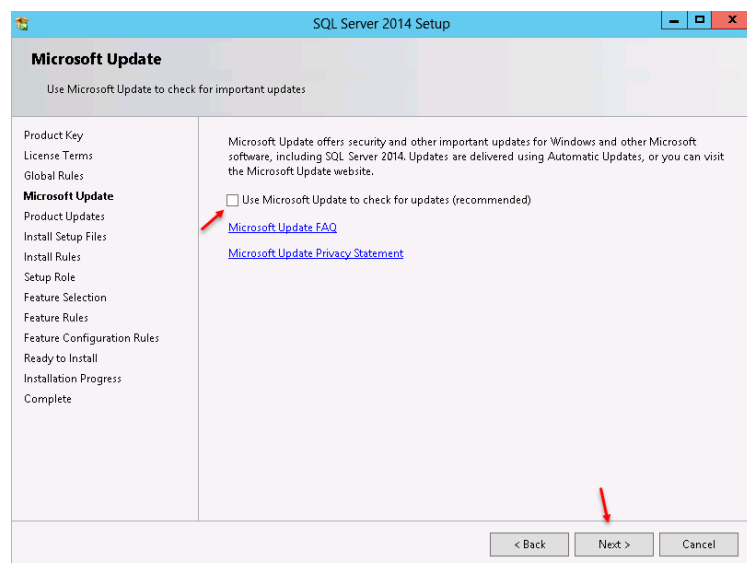 SQL Server 2014 Setup
Microsoft Update
Use Microsoft Update to check for important updates
Product Key
License Terms
Global Rules
Microsoft Update
Product Updates
Install Setup Files
Install Rules
Setup Role
Feature Selection
Feature Rules
Feature Configuration Rules
Ready to Install
Installation Progress
Complete
Microsoft Update offers security and other important updates for Windows and other Microsoft
software, including SQL Server 2014. Updates are delivered using Automatic Updates, or you can visit
the Microsoft Update website.
Use Microsoft Update to check for updates (recommended)
Microsoft Update FAQ
Microsoft Update Privacy Statement
< Back Next > Cancel